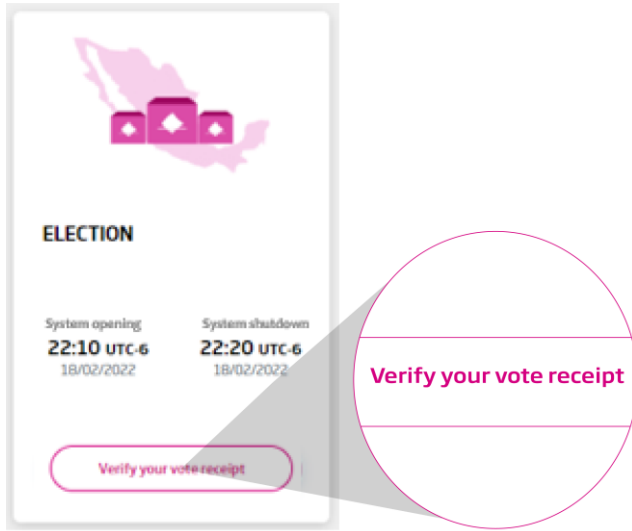 ELECTION
System opening
22:10 UTC-6
18/02/2022
System shutdown
22:20 UTC-6
18/02/2022
Verify your vote receipt
Verify your vote receipt